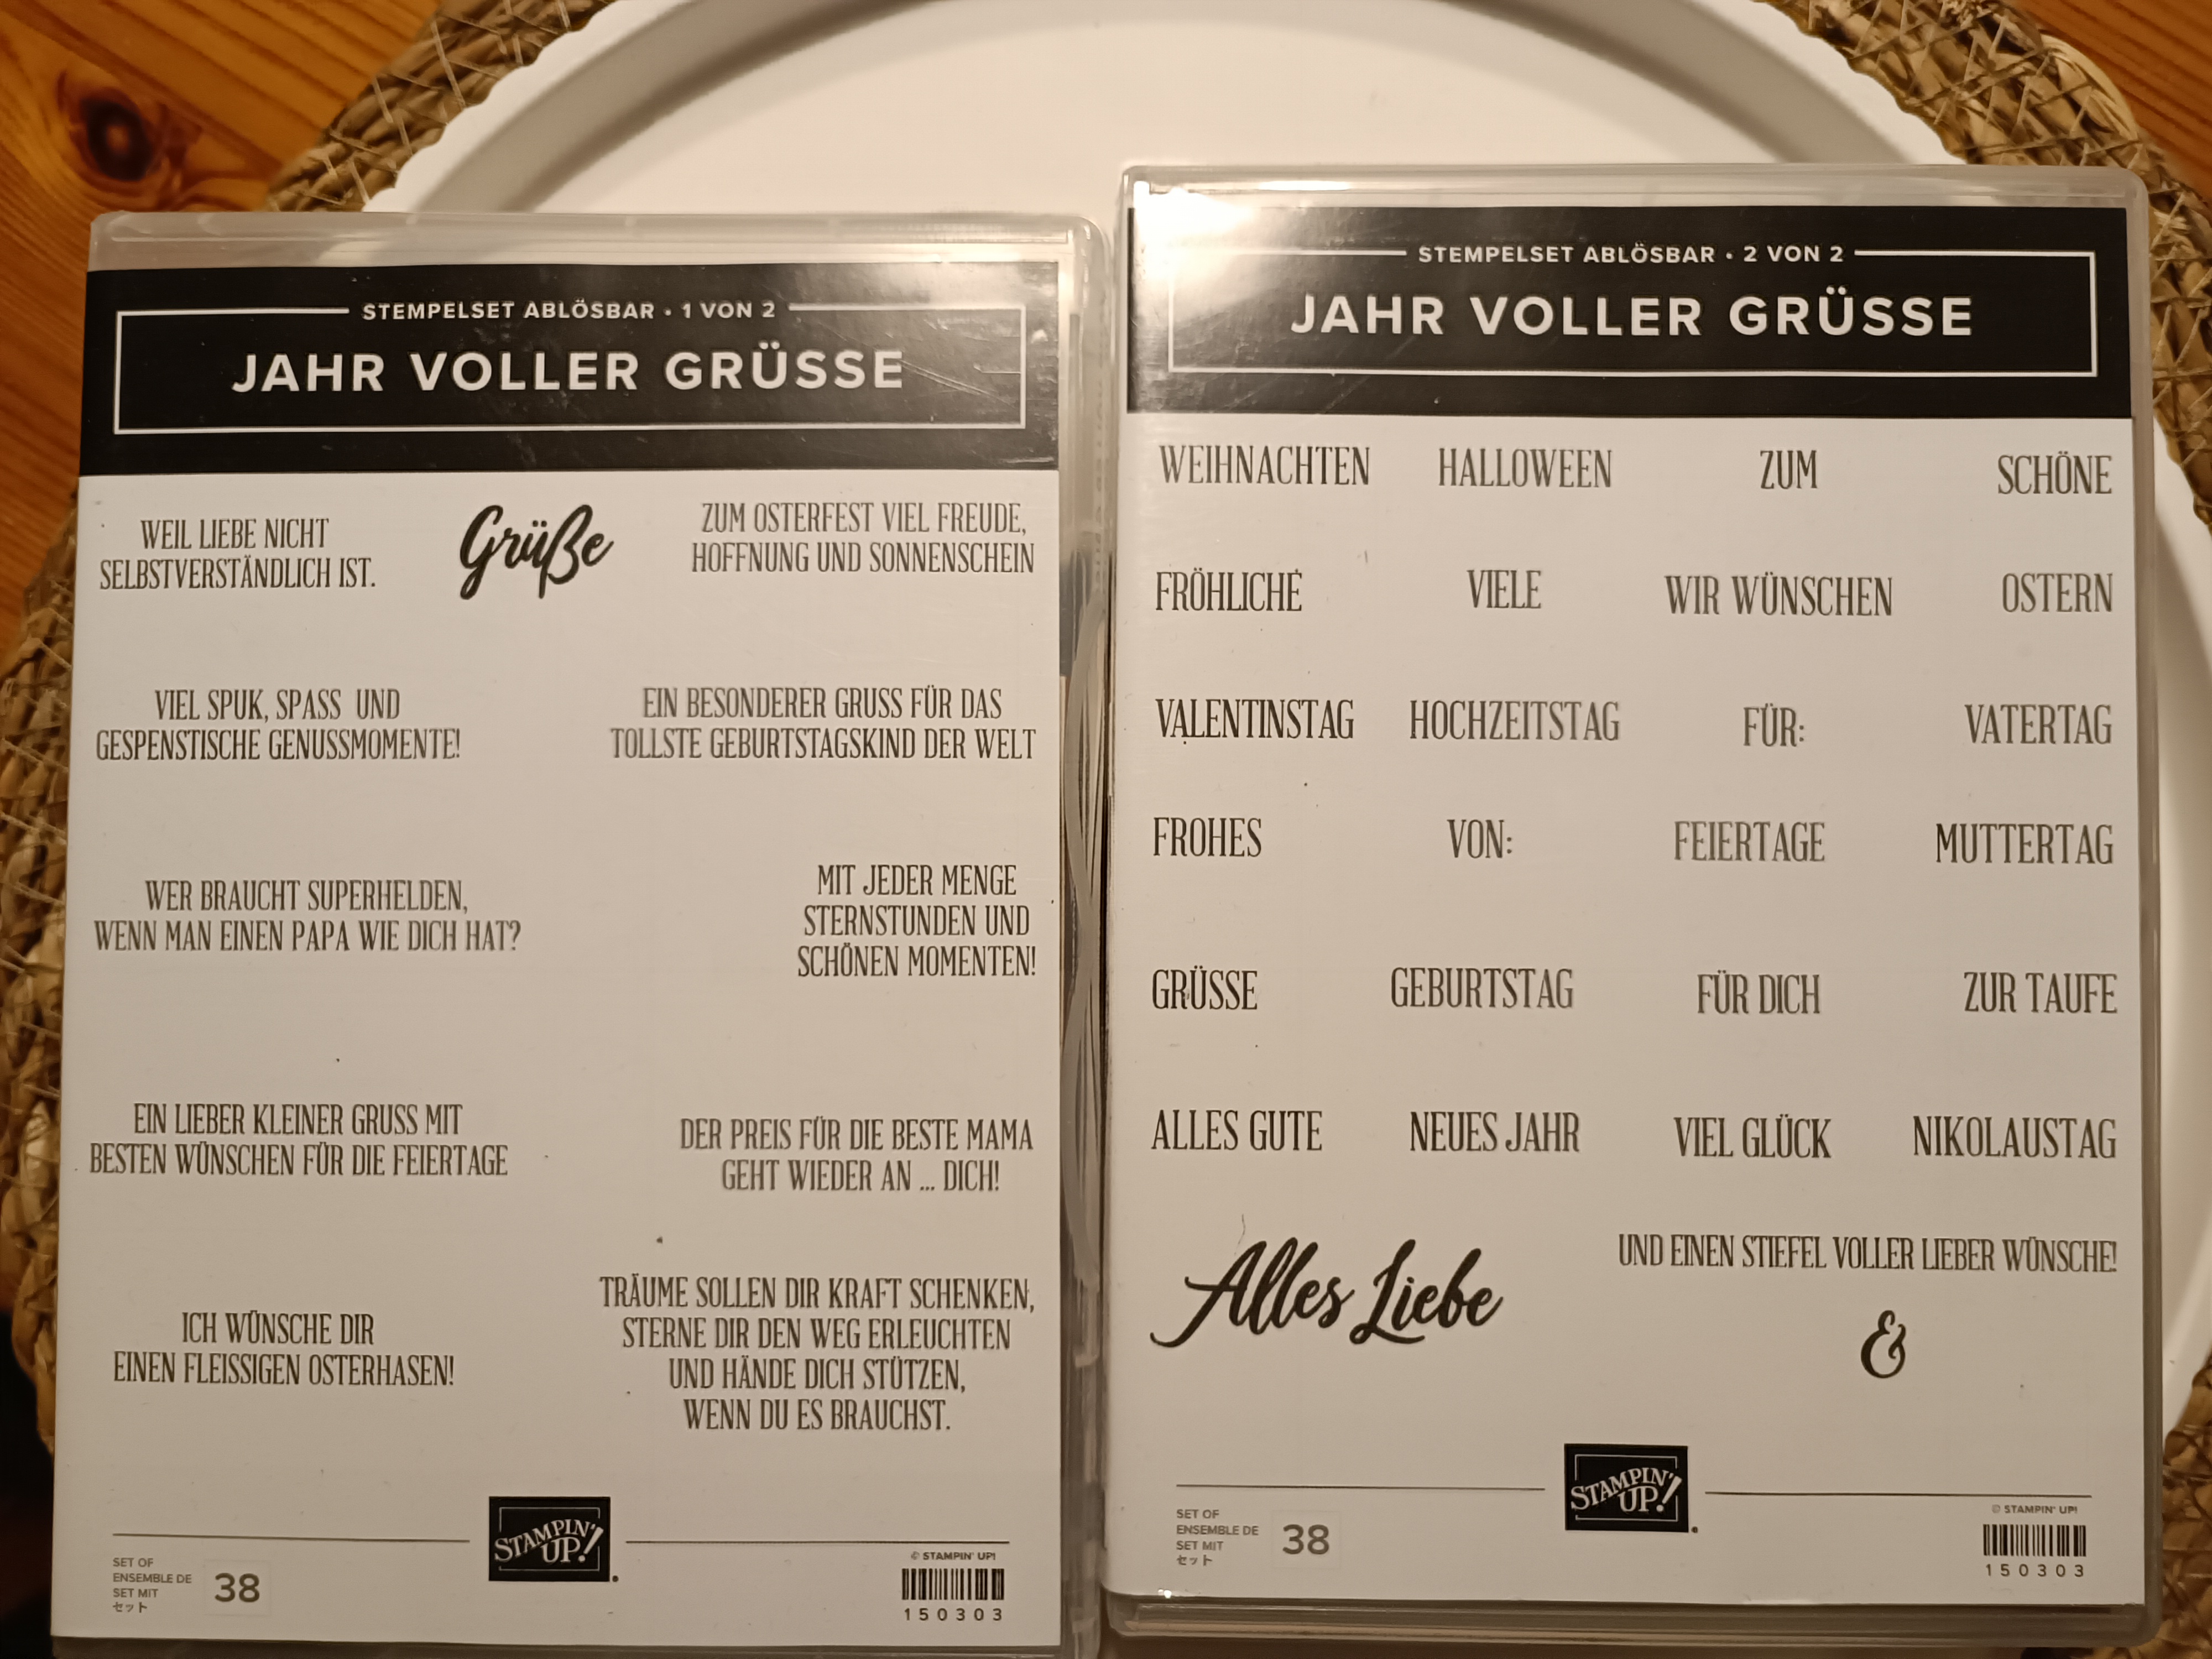 STEMPELSET ABLÖSBAR • 1 VON 2
JAHR VOLLER GRÜSSE
WEIL LIEBE NICHT
SELBSTVERSTÄNDLICH IST.
Grüße
ZUM OSTERFEST VIEL FREUDE,
HOFFNUNG UND SONNENSCHEIN
VIEL SPUK, SPASS UND
GESPENSTISCHE GENUSSMOMENTE!
EIN BESONDERER GRUSS FÜR DAS
TOLLSTE GEBURTSTAGSKIND DER WELT
WER BRAUCHT SUPERHELDEN,
WENN MAN EINEN PAPA WIE DICH HAT?
MIT JEDER MENGE
STERNSTUNDEN UND
SCHÖNEN MOMENTEN!
EIN LIEBER KLEINER GRUSS MIT
BESTEN WÜNSCHEN FÜR DIE FEIERTAGE
DER PREIS FÜR DIE BESTE MAMA
GEHT WIEDER AN ... DICH!
ICH WÜNSCHE DIR
EINEN FLEISSIGEN OSTERHASEN!
TRÄUME SOLLEN DIR KRAFT SCHENKEN,
STERNE DIR DEN WEG ERLEUCHTEN
UND HÄNDE DICH STÜTZEN,
WENN DU ES BRAUCHST.
SET OF
ENSEMBLE DE
SET MIT
セット
38
STAMPIN'
UP!
© STAMPIN' UP!
150303
STEMPELSET ABLÖSBAR • 2 VON 2
JAHR VOLLER GRÜSSE
WEIHNACHTEN HALLOWEEN ZUM SCHÖNE
FRÖHLICHE VIELE WIR WÜNSCHEN OSTERN
VALENTINSTAG HOCHZEITSTAG FÜR: VATERTAG
FROHES VON: FEIERTAGE MUTTERTAG
GRÜSSE GEBURTSTAG FÜR DICH ZUR TAUFE
ALLES GUTE NEUES JAHR VIEL GLÜCK NIKOLAUSTAG
Alles Liebe
UND EINEN STIEFEL VOLLER LIEBER WÜNSCHE!
&
SET OF
ENSEMBLE DE
SET MIT
セット
38
STAMPIN'
UP!
© STAMPIN' UP!
150303